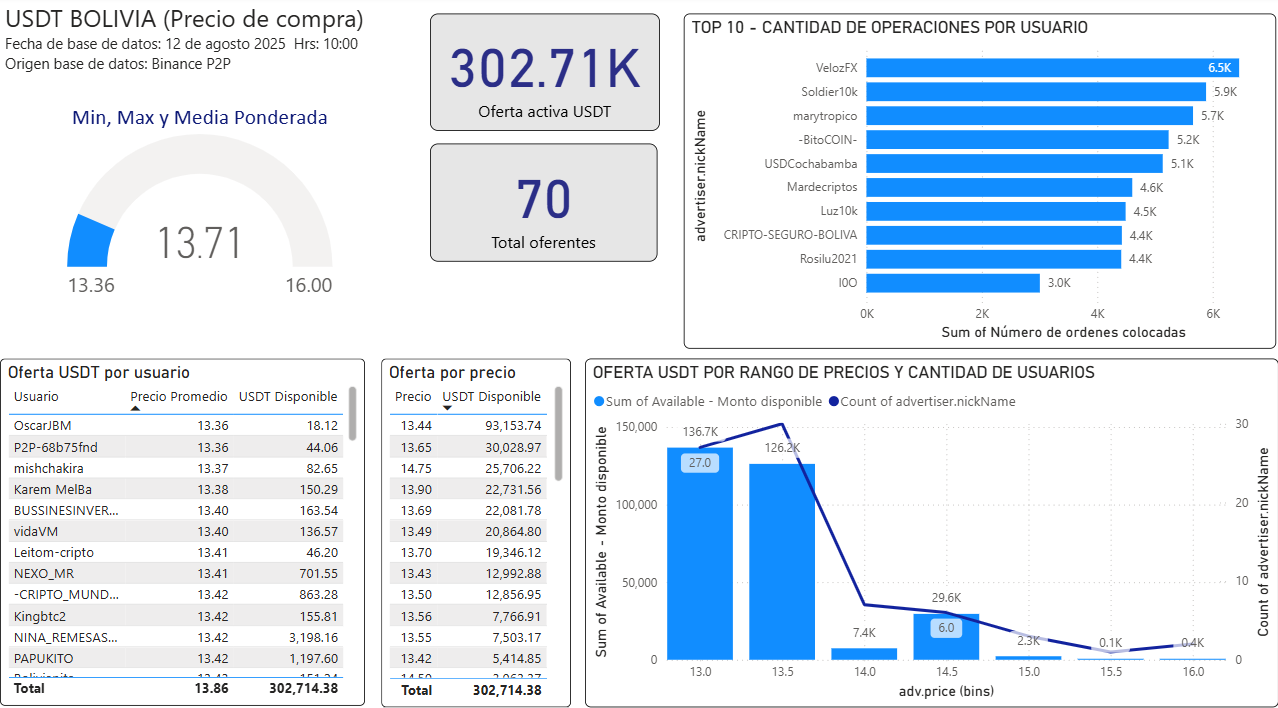 USDT BOLIVIA (Precio de compra)
Fecha de base de datos: 12 de agosto 2025 Hrs: 10:00
Origen base de datos: Binance P2P
Min, Max y Media Ponderada
13.71
13.36
16.00
302.71K
Oferta activa USDT
70
Total oferentes
TOP 10 - CANTIDAD DE OPERACIONES POR USUARIO
advertiser.nickName
VelozFX 6.5K
Soldier10k 5.9K
marytropico 5.7K
-BitoCOIN- 5.2K
USDCochabamba 5.1K
Mardecriptos 4.6K
Luz10k 4.5K
CRIPTO-SEGURO-BOLIVA 4.4K
Rosilu2021 4.4K
I0O 3.0K
0K 2K 4K 6K
Sum of Número de ordenes colocadas
Oferta USDT por usuario
Usuario Precio Promedio USDT Disponible
OscarJBM 13.36 18.12
P2P-68b75fnd 13.36 44.06
mishchakira 13.37 82.65
Karem MelBa 13.38 150.29
BUSSINESINVER... 13.40 163.54
vidaVM 13.40 136.57
Leitom-cripto 13.41 46.20
NEXO_MR 13.41 701.55
-CRIPTO_MUND... 13.42 863.28
Kingbtc2 13.42 155.81
NINA_REMESAS... 13.42 3,198.16
PAPUKITO 13.42 1,197.60
Total 13.86 302,714.38
Oferta por precio
Precio USDT Disponible
13.44 93,153.74
13.65 30,028.97
14.75 25,706.22
13.90 22,731.56
13.69 22,081.78
13.49 20,864.80
13.70 19,346.12
13.43 12,992.88
13.50 12,856.95
13.56 7,766.91
13.55 7,503.17
13.42 5,414.85
Total 302,714.38
OFERTA USDT POR RANGO DE PRECIOS Y CANTIDAD DE USUARIOS
Sum of Available - Monto disponible Count of advertiser.nickName
Sum of Available - Monto disponible
150,000
100,000
50,000
0
136.7K
27.0
126.2K
7.4K
29.6K
6.0
2.3K
0.1K
0.4K
30
20
10
0
Count of advertiser.nickName
13.0 13.5 14.0 14.5 15.0 15.5 16.0
adv.price (bins)